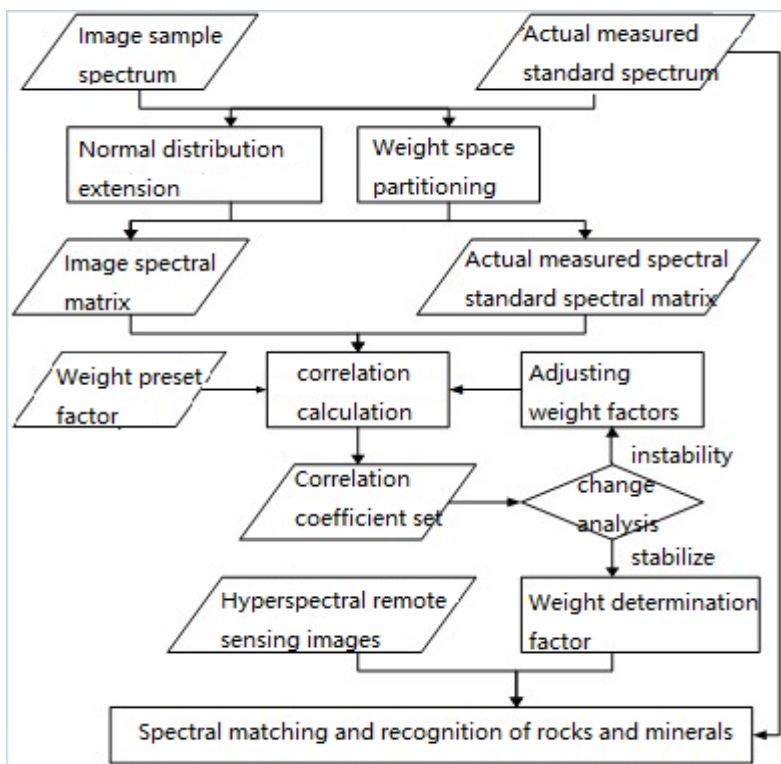 Image sample
spectrum
Actual measured
standard spectrum
Normal distribution
extension
Weight space
partitioning
Image spectral
matrix
Actual measured spectral
standard spectral matrix
Weight preset
factor
correlation
calculation
Adjusting
weight factors
instability
Correlation
coefficient set
change
analysis
stabilize
Hyperspectral remote
sensing images
Weight determination
factor
Spectral matching and recognition of rocks and minerals